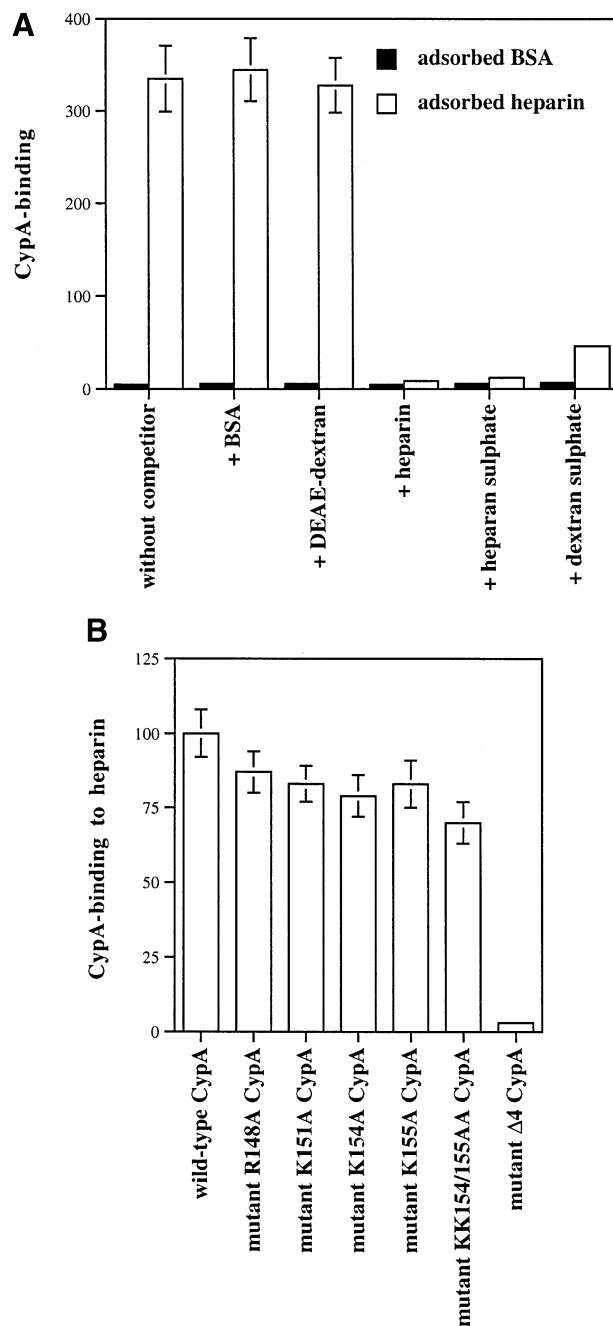 A
CypA-binding
400
300
200
100
0
adsorbed BSA
adsorbed heparin
without competitor
+ BSA
+ DEAE-dextran
+ heparin
+ heparan sulphate
+ dextran sulphate
B
CypA-binding to heparin
125
100
75
50
25
0
wild-type CypA
mutant R148A CypA
mutant K151A CypA
mutant K154A CypA
mutant K155A CypA
mutant KK154/155AA CypA
mutant Δ4 CypA